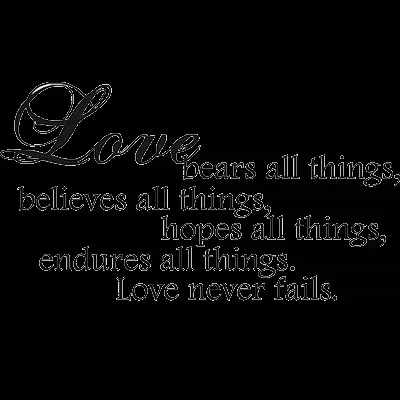 Love
bears all things,
believes all things,
hopes all things,
endures all things.
Love never fails.